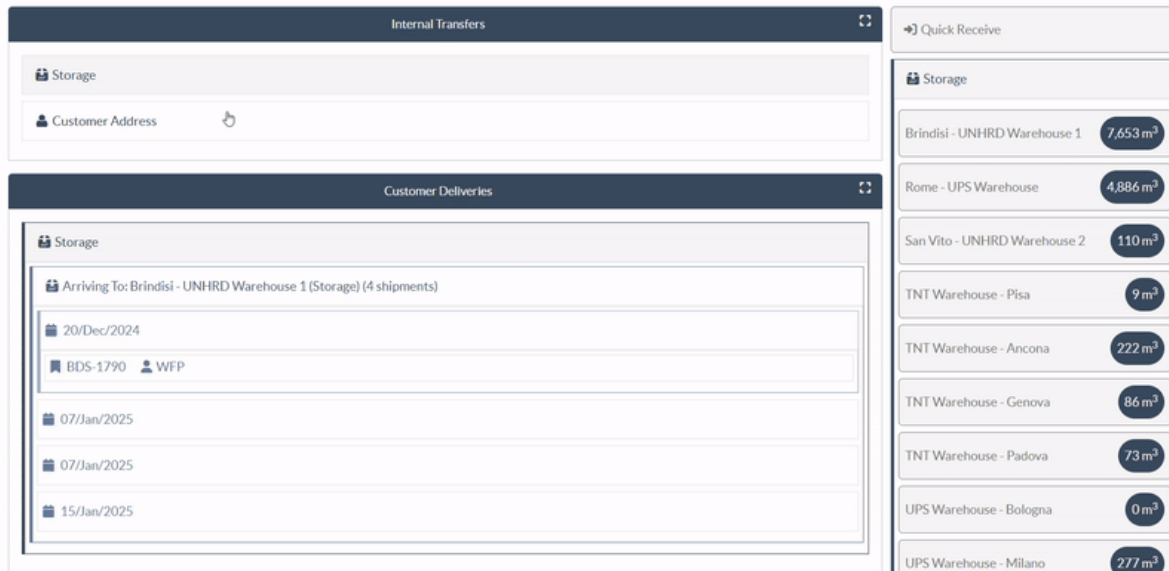 Internal Transfers
Storage
Customer Address
Customer Deliveries
Storage
Arriving To: Brindisi - UNHRD Warehouse 1 (Storage) (4 shipments)
20/Dec/2024
BDS-1790 WFP
07/Jan/2025
07/Jan/2025
15/Jan/2025
Quick Receive
Storage
Brindisi - UNHRD Warehouse 1 7,653 m³
Rome - UPS Warehouse 4,886 m³
San Vito - UNHRD Warehouse 2 110 m³
TNT Warehouse - Pisa 9 m³
TNT Warehouse - Ancona 222 m³
TNT Warehouse - Genova 86 m³
TNT Warehouse - Padova 73 m³
UPS Warehouse - Bologna 0 m³
UPS Warehouse - Milano 277 m³